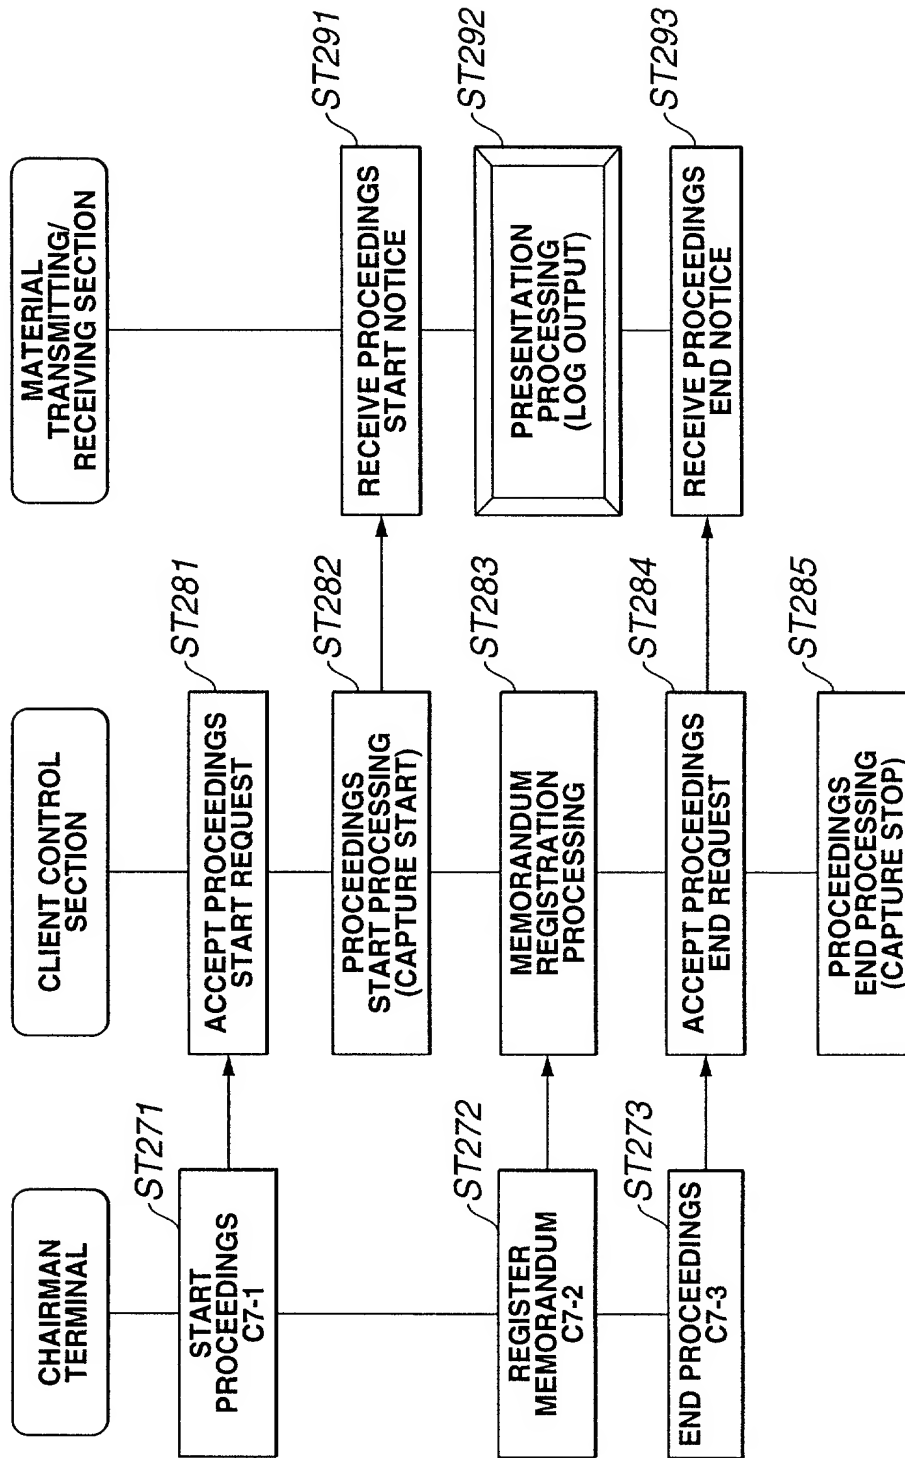 CHAIRMAN
TERMINAL
ST271
START
PROCEEDINGS
C7-1
ST272
REGISTER
MEMORANDUM
C7-2
ST273
END PROCEEDINGS
C7-3
CLIENT CONTROL
SECTION
ST281
ACCEPT PROCEEDINGS
START REQUEST
ST282
PROCEEDINGS
START PROCESSING
(CAPTURE START)
ST283
MEMORANDUM
REGISTRATION
PROCESSING
ST284
ACCEPT PROCEEDINGS
END REQUEST
ST285
PROCEEDINGS
END PROCESSING
(CAPTURE STOP)
MATERIAL
TRANSMITTING/
RECEIVING SECTION
ST291
RECEIVE PROCEEDINGS
START NOTICE
ST292
PRESENTATION
PROCESSING
(LOG OUTPUT)
ST293
RECEIVE PROCEEDINGS
END NOTICE